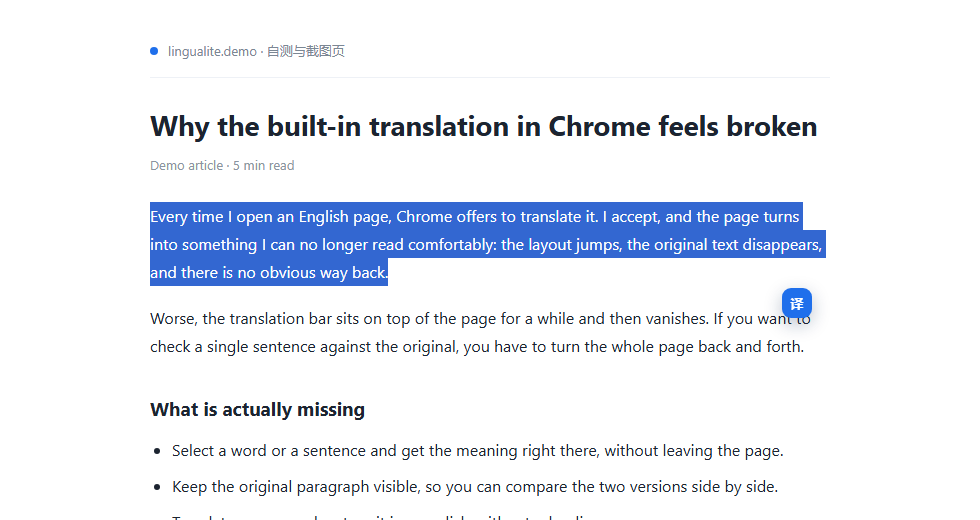 lingualite.demo · 自测与截图页
Why the built-in translation in Chrome feels broken
Demo article · 5 min read
Every time I open an English page, Chrome offers to translate it. I accept, and the page turns
into something I can no longer read comfortably: the layout jumps, the original text disappears,
and there is no obvious way back.
译
Worse, the translation bar sits on top of the page for a while and then vanishes. If you want to
check a single sentence against the original, you have to turn the whole page back and forth.
What is actually missing
• Select a word or a sentence and get the meaning right there, without leaving the page.
• Keep the original paragraph visible, so you can compare the two versions side by side.